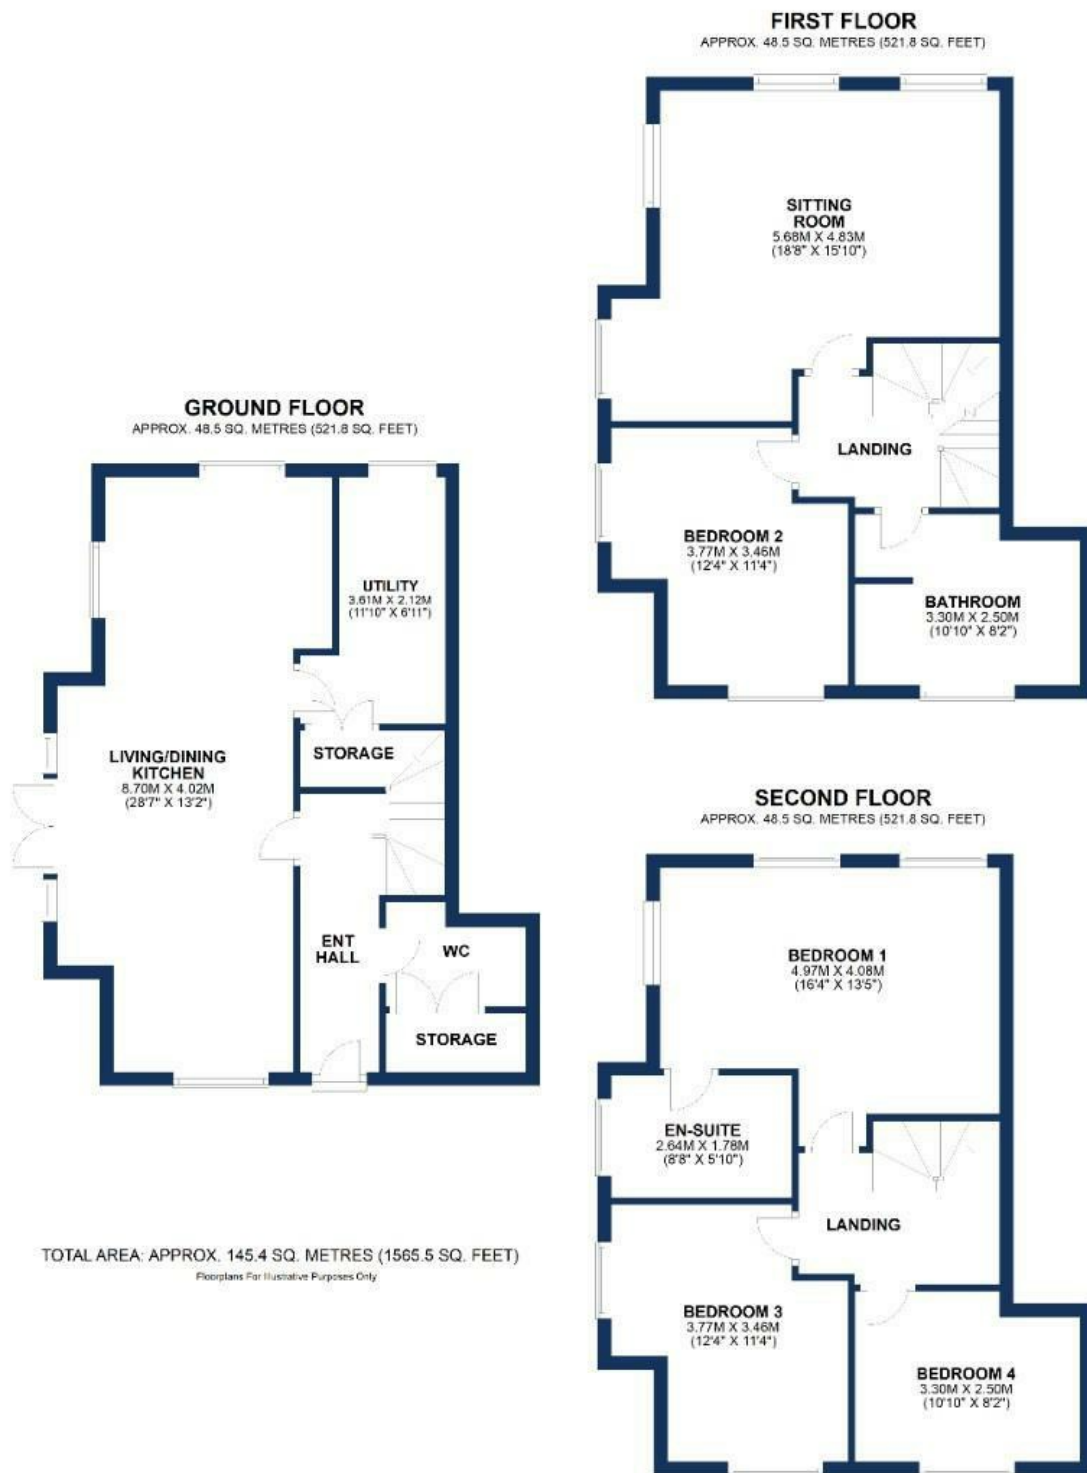 FIRST FLOOR
APPROX. 48.5 SQ. METRES (521.8 SQ. FEET)
SITTING
ROOM
5.68M X 4.83M
(18'8" X 15'10")
LANDING
BEDROOM 2
3.77M X 3.46M
(12'4" X 11'4")
BATHROOM
3.30M X 2.50M
(10'10" X 8'2")
GROUND FLOOR
APPROX. 48.5 SQ. METRES (521.8 SQ. FEET)
UTILITY
3.61M X 2.12M
(11'10" X 6'11")
STORAGE
LIVING/DINING
KITCHEN
8.70M X 4.02M
(28'7" X 13'2")
ENT
HALL
WC
STORAGE
SECOND FLOOR
APPROX. 48.5 SQ. METRES (521.8 SQ. FEET)
BEDROOM 1
4.97M X 4.08M
(16'4" X 13'5")
EN-SUITE
2.64M X 1.78M
(8'8" X 5'10")
LANDING
BEDROOM 3
3.77M X 3.46M
(12'4" X 11'4")
BEDROOM 4
3.30M X 2.50M
(10'10" X 8'2")
TOTAL AREA: APPROX. 145.4 SQ. METRES (1565.5 SQ. FEET)
Floorplans For Illustrative Purposes Only